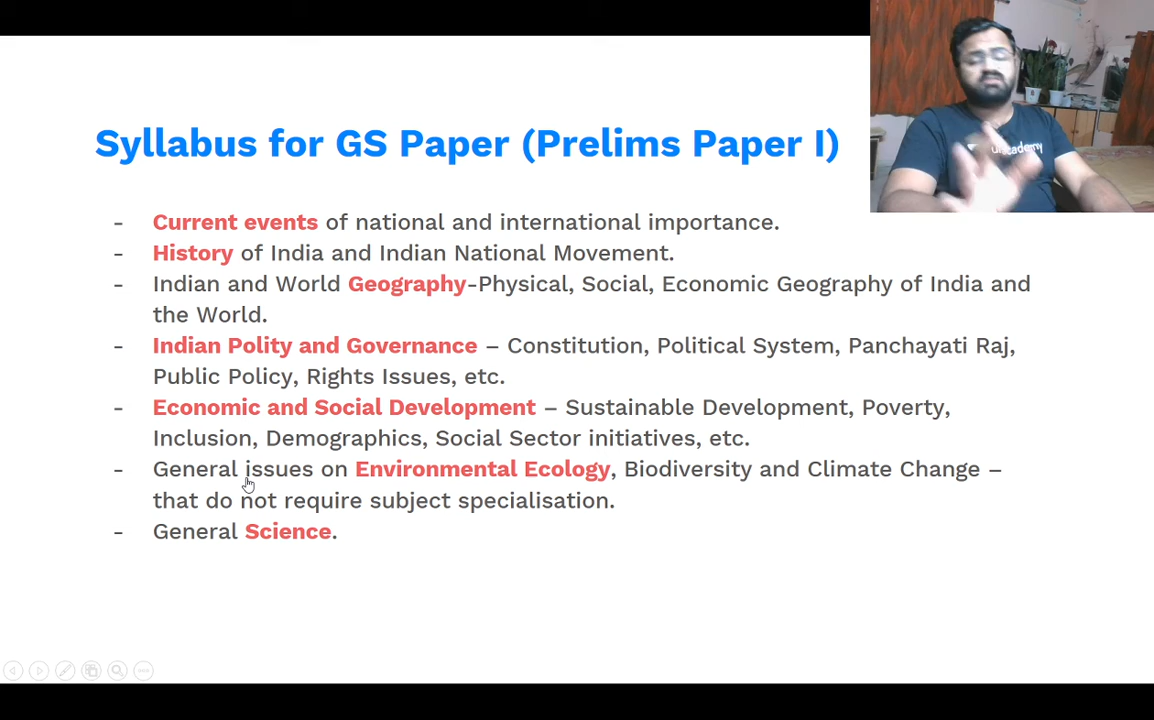 Syllabus for GS Paper (Prelims Paper I)
- Current events of national and international importance.
- History of India and Indian National Movement.
- Indian and World Geography-Physical, Social, Economic Geography of India and
the World.
- Indian Polity and Governance – Constitution, Political System, Panchayati Raj,
Public Policy, Rights Issues, etc.
- Economic and Social Development – Sustainable Development, Poverty,
Inclusion, Demographics, Social Sector initiatives, etc.
- General issues on Environmental Ecology, Biodiversity and Climate Change –
that do not require subject specialisation.
- General Science.